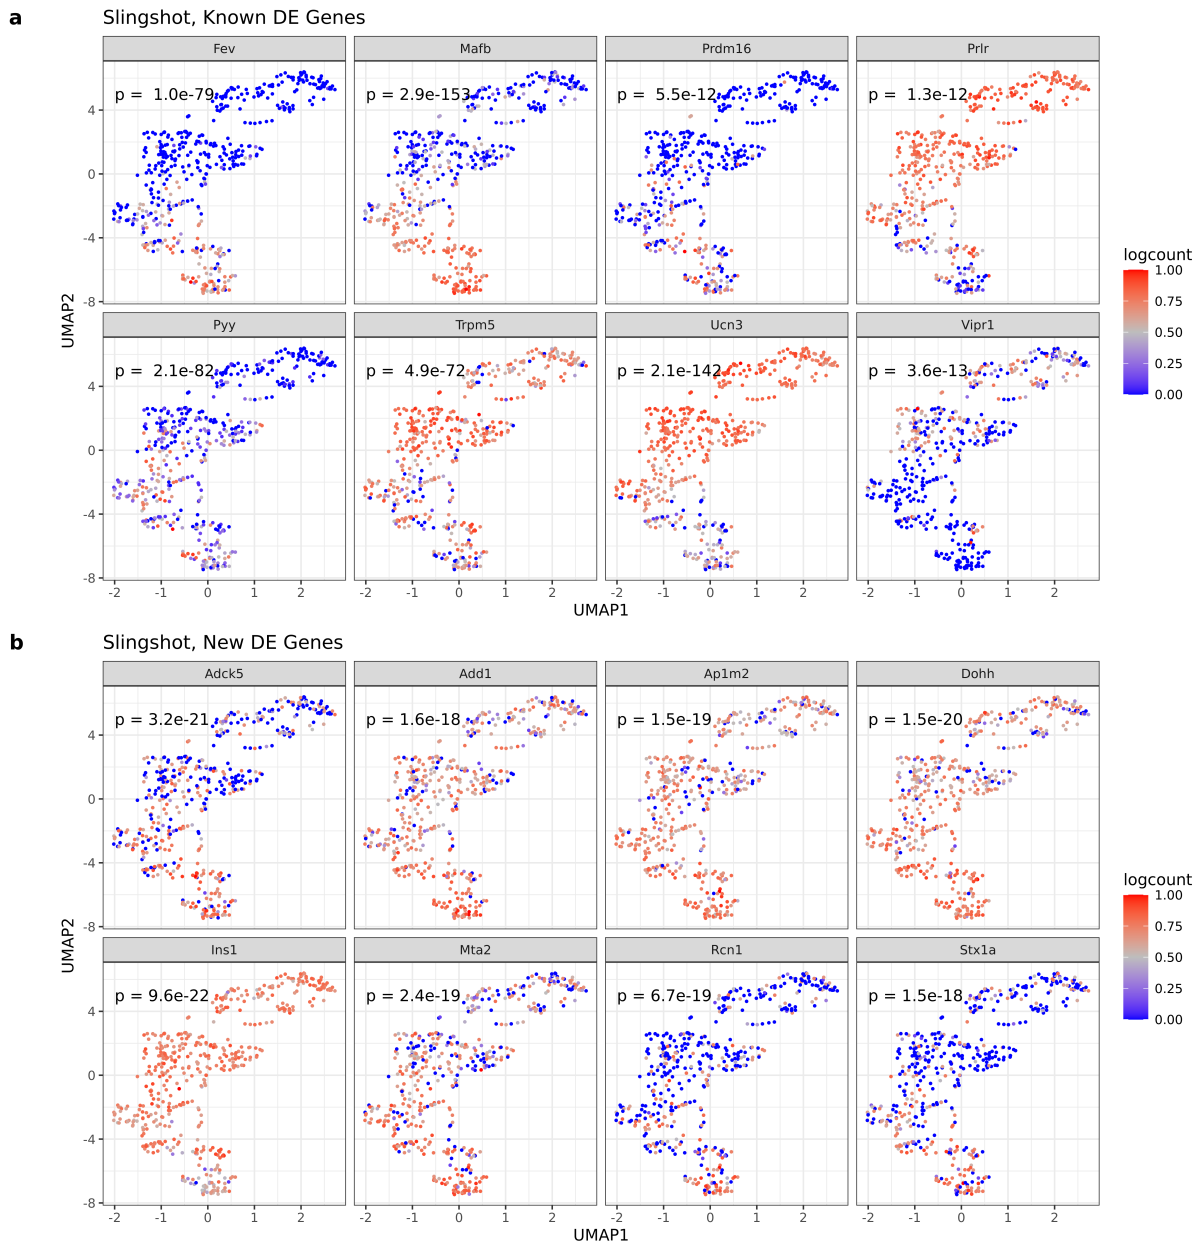 a
Slingshot, Known DE Genes
Fev
Mafb
Prdm16
Prlr
p = 1.0e-79
p = 2.9e-153
p = 5.5e-12
p = 1.3e-12
4
0
-4
-8
Pyy
Trpm5
Ucn3
Vipr1
p = 2.1e-82
p = 4.9e-72
p = 2.1e-142
p = 3.6e-13
4
0
-4
-8
-2 -1 0 1 2
-2 -1 0 1 2
-2 -1 0 1 2
-2 -1 0 1 2
UMAP1
UMAP2
logcount
1.00
0.75
0.50
0.25
0.00
b
Slingshot, New DE Genes
Adck5
Add1
Ap1m2
Dohh
p = 3.2e-21
p = 1.6e-18
p = 1.5e-19
p = 1.5e-20
4
0
-4
-8
Ins1
Mta2
Rcn1
Stx1a
p = 9.6e-22
p = 2.4e-19
p = 6.7e-19
p = 1.5e-18
4
0
-4
-8
-2 -1 0 1 2
-2 -1 0 1 2
-2 -1 0 1 2
-2 -1 0 1 2
UMAP1
UMAP2
logcount
1.00
0.75
0.50
0.25
0.00